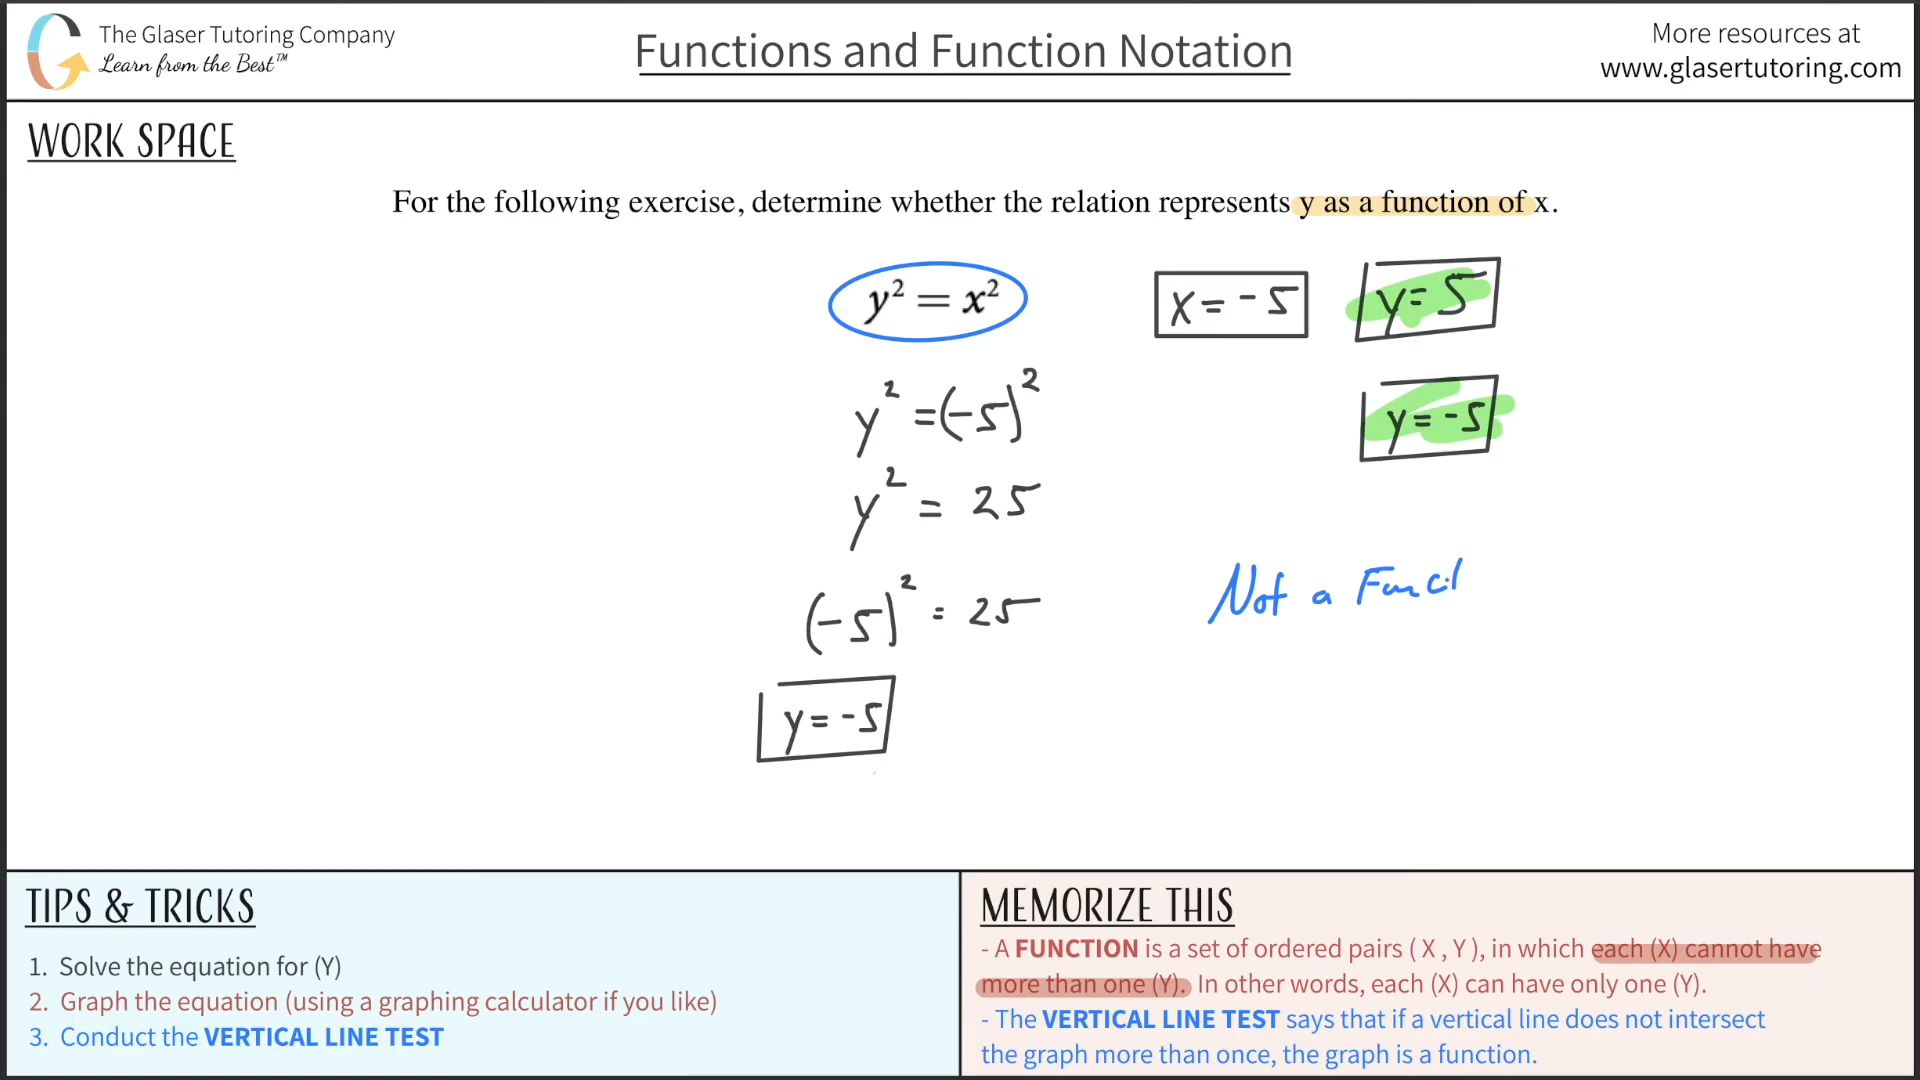 The Glaser Tutoring Company
Learn from the Best™
Functions and Function Notation
More resources at
www.glasertutoring.com
WORK SPACE
For the following exercise, determine whether the relation represents y as a function of x.
y² = x²
x = -5
y = 5
y² = (-5)²
y = -5
y² = 25
(-5)² = 25
Not a Functi
y = -5
TIPS & TRICKS
1. Solve the equation for (Y)
2. Graph the equation (using a graphing calculator if you like)
3. Conduct the VERTICAL LINE TEST
MEMORIZE THIS
- A FUNCTION is a set of ordered pairs ( X , Y ), in which each (X) cannot have
more than one (Y). In other words, each (X) can have only one (Y).
- The VERTICAL LINE TEST says that if a vertical line does not intersect
the graph more than once, the graph is a function.